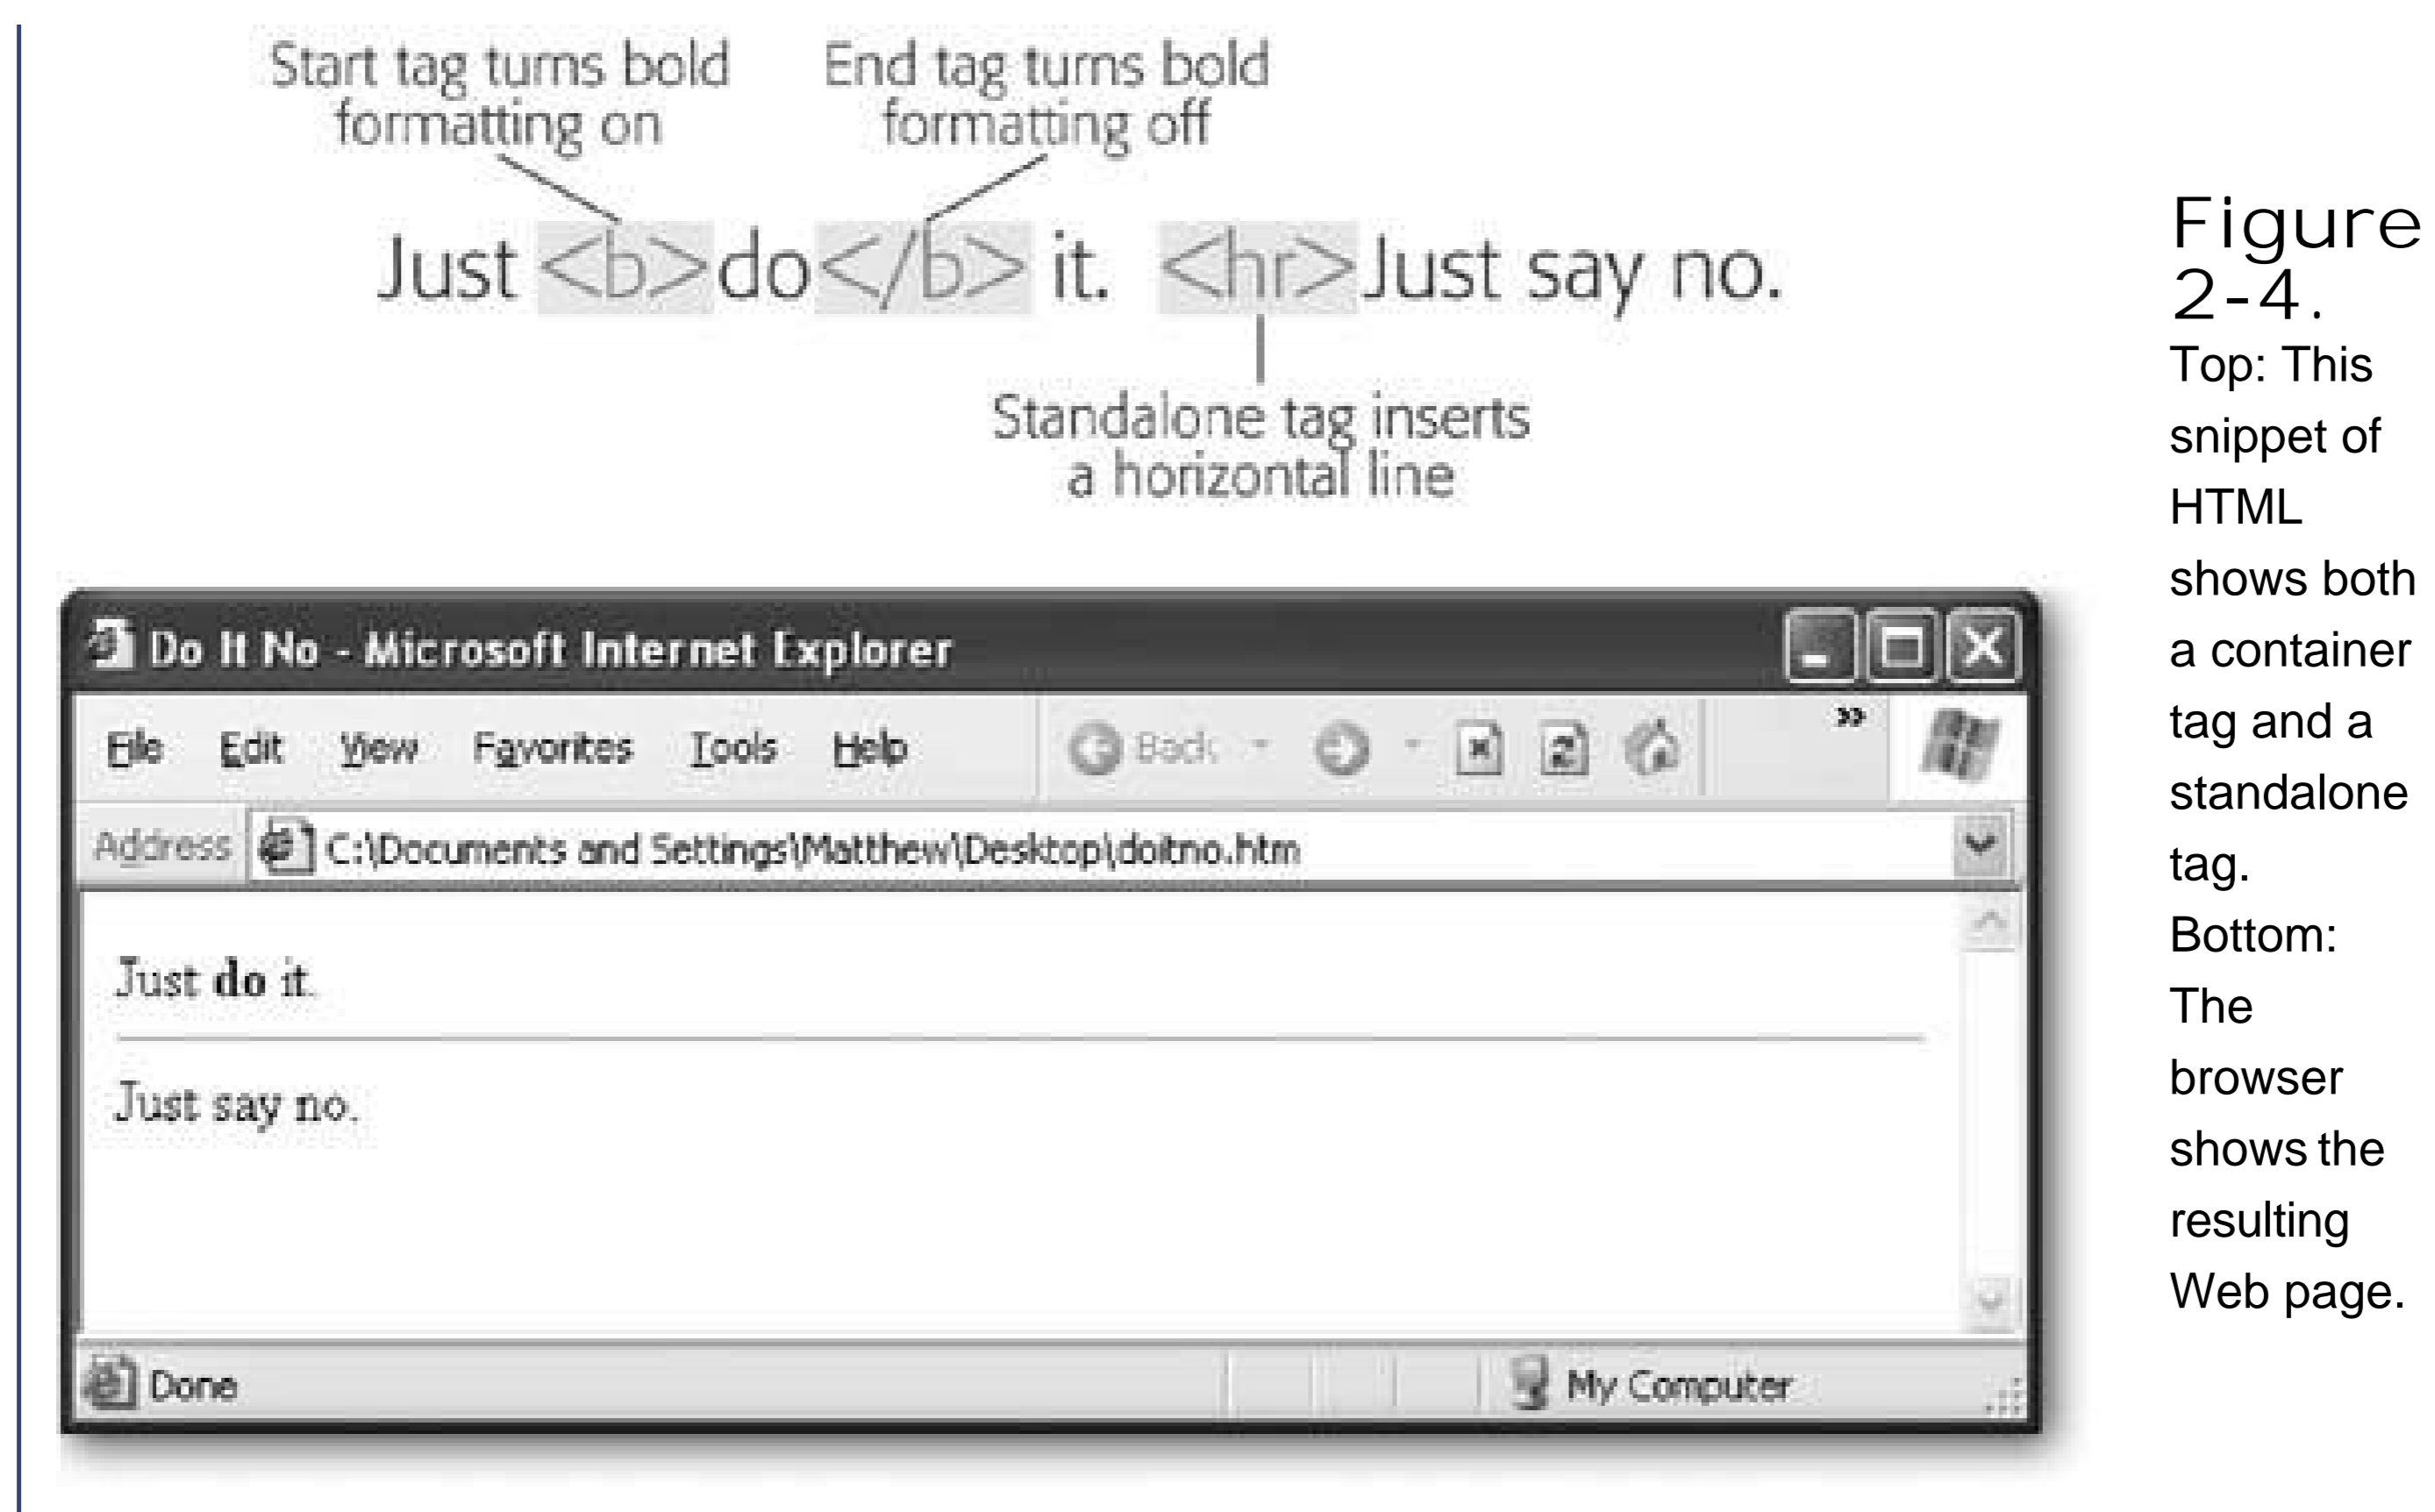 Start tag turns bold
formatting on
End tag turns bold
formatting off
Just <b>do</b> it. <hr>Just say no.
Standalone tag inserts
a horizontal line
Do It No - Microsoft Internet Explorer
File Edit View Favorites Tools Help Back »
Address C:\Documents and Settings\Matthew\Desktop\doitno.htm
Just do it.
Just say no.
Done My Computer
Figure
2-4.
Top: This
snippet of
HTML
shows both
a container
tag and a
standalone
tag.
Bottom:
The
browser
shows the
resulting
Web page.